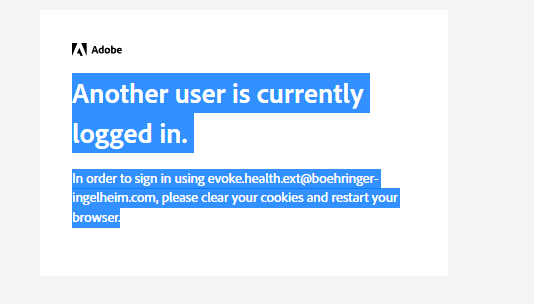 Adobe
Another user is currently
logged in.
In order to sign in using evoke.health.ext@boehringer-
ingelheim.com, please clear your cookies and restart your
browser.